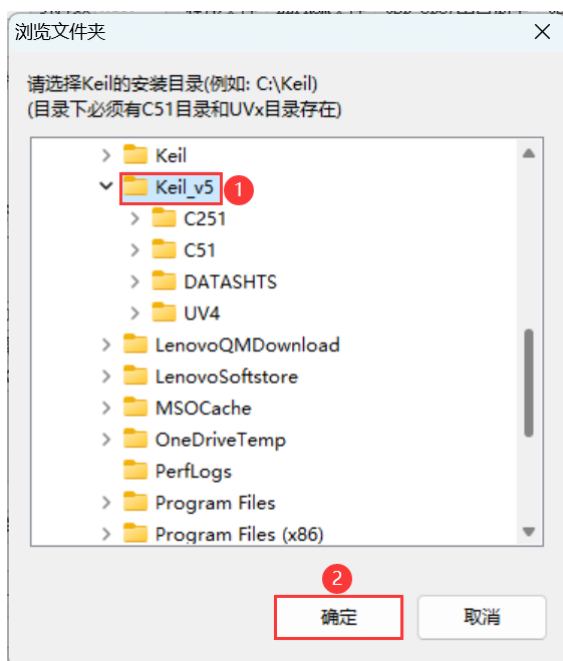 浏览文件夹
请选择Keil的安装目录(例如: C:\Keil)
(目录下必须有C51目录和UVx目录存在)
Keil
Keil_v5 1
C251
C51
DATASHTS
UV4
LenovoQMDownload
LenovoSoftstore
MSOCache
OneDriveTemp
PerfLogs
Program Files
Program Files (x86)
2
确定 取消